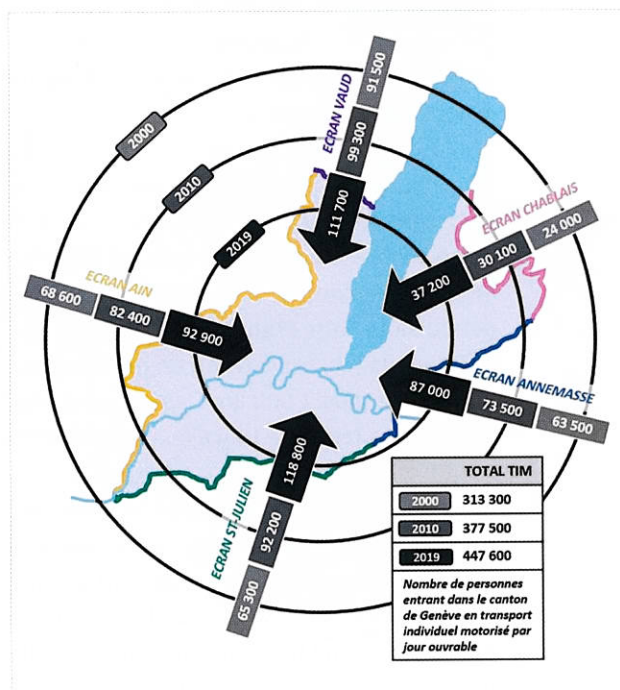 2000
2010
2019
ECRAN VAUD
91 500
99 300
111 700
ECRAN CHABLAIS
24 000
30 100
37 200
ECRAN AIN
68 600
82 400
92 900
ECRAN ANNEMASSE
87 000
73 500
63 500
ECRAN ST-JULIEN
118 800
92 200
65 300
TOTAL TIM
2000 313 300
2010 377 500
2019 447 600
Nombre de personnes
entrant dans le canton
de Genève en transport
individuel motorisé par
jour ouvrable